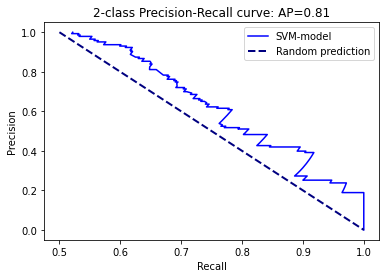 2-class Precision-Recall curve: AP=0.81
SVM-model
Random prediction
1.0
0.8
0.6
0.4
0.2
0.0
Precision
0.5
0.6
0.7
0.8
0.9
1.0
Recall